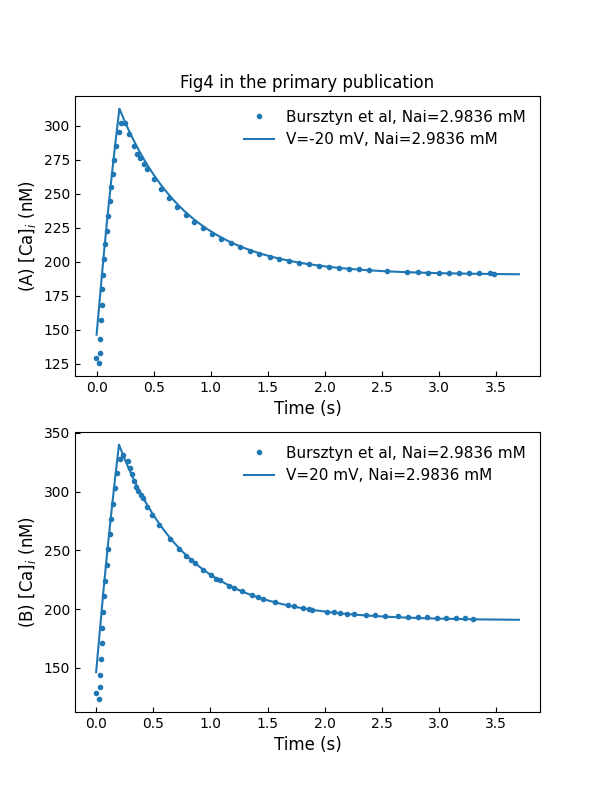 Fig4 in the primary publication
(A) [Ca]i (nM)
300
275
250
225
200
175
150
125
Bursztyn et al, Nai=2.9836 mM
V=-20 mV, Nai=2.9836 mM
0.0 0.5 1.0 1.5 2.0 2.5 3.0 3.5
Time (s)
(B) [Ca]i (nM)
350
300
250
200
150
Bursztyn et al, Nai=2.9836 mM
V=20 mV, Nai=2.9836 mM
0.0 0.5 1.0 1.5 2.0 2.5 3.0 3.5
Time (s)